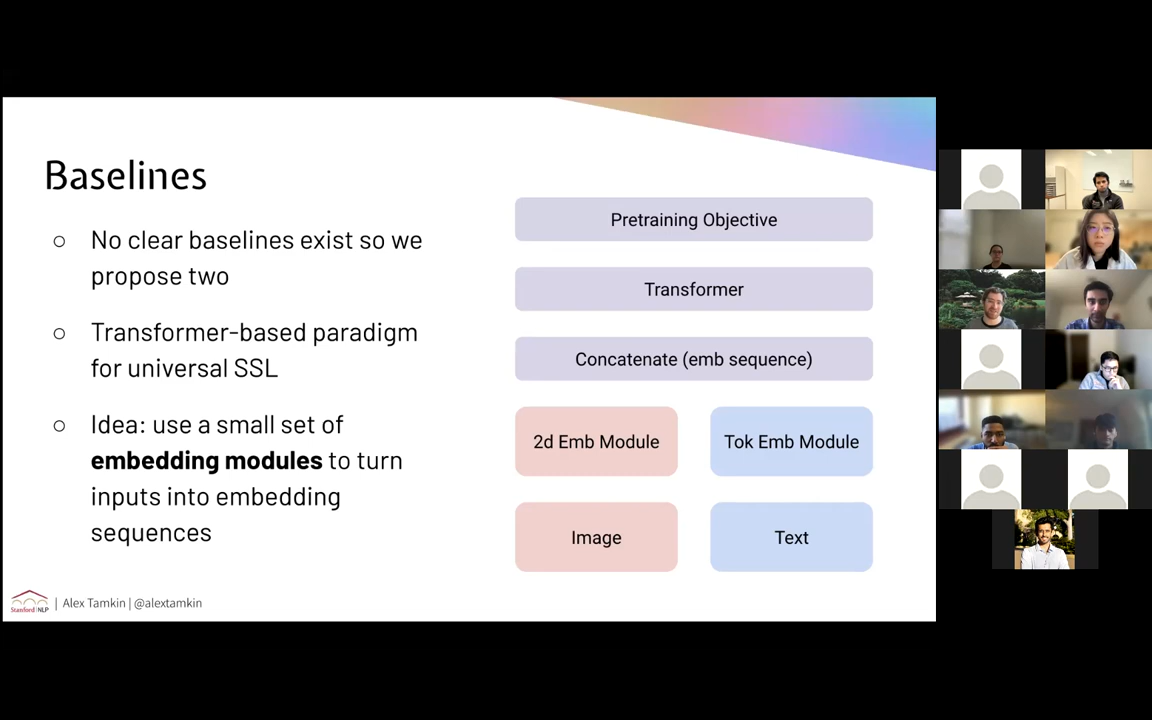 Baselines
○ No clear baselines exist so we
propose two
○ Transformer-based paradigm
for universal SSL
○ Idea: use a small set of
embedding modules to turn
inputs into embedding
sequences
Pretraining Objective
Transformer
Concatenate (emb sequence)
2d Emb Module
Tok Emb Module
Image
Text
Stanford | NLP
| Alex Tamkin | @alextamkin